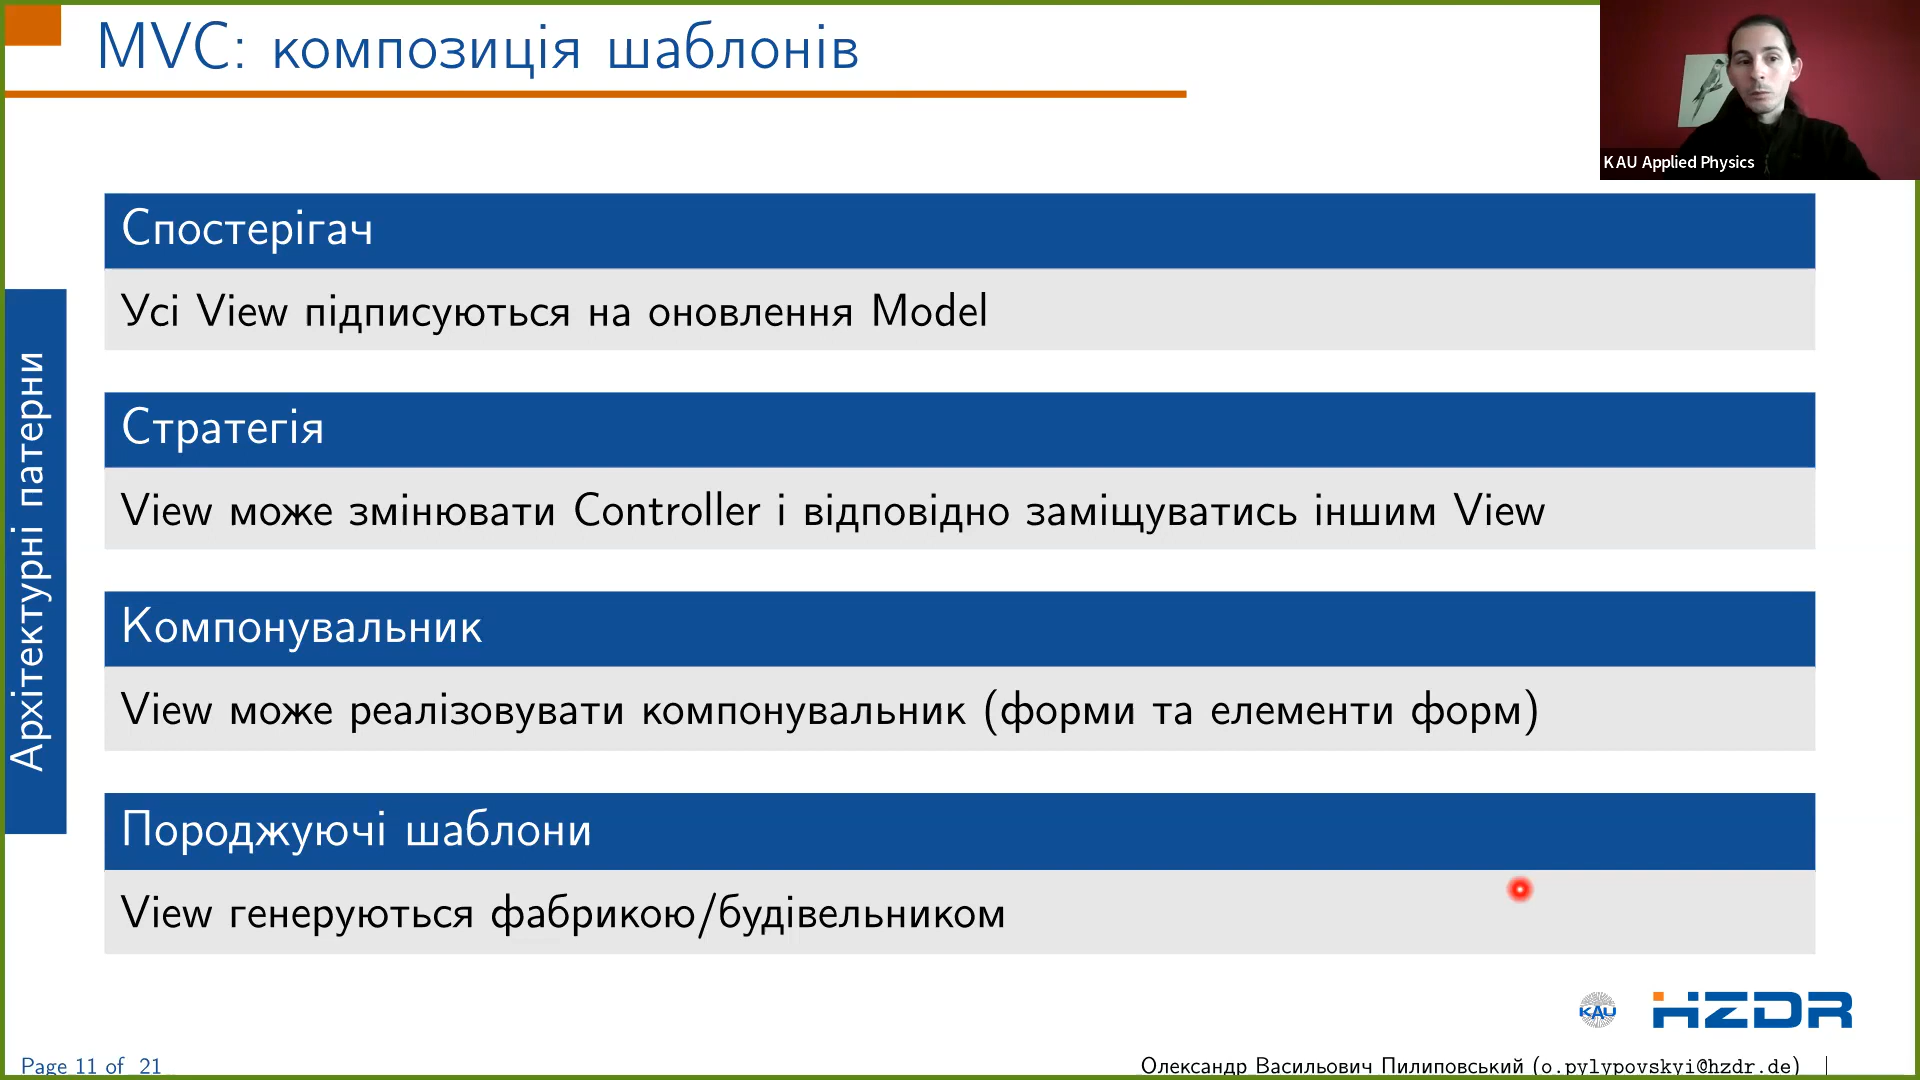 MVC: композиція шаблонів
KAU Applied Physics
Архітектурні патерни
Спостерігач
Усі View підписуються на оновлення Model
Стратегія
View може змінювати Controller і відповідно заміщуватись іншим View
Компонувальник
View може реалізовувати компонувальник (форми та елементи форм)
Породжуючі шаблони
View генеруються фабрикою/будівельником
KAU
HZDR
Page 11 of 21
Олександр Васильович Пилиповський (o.pylypovskyi@hzdr.de)